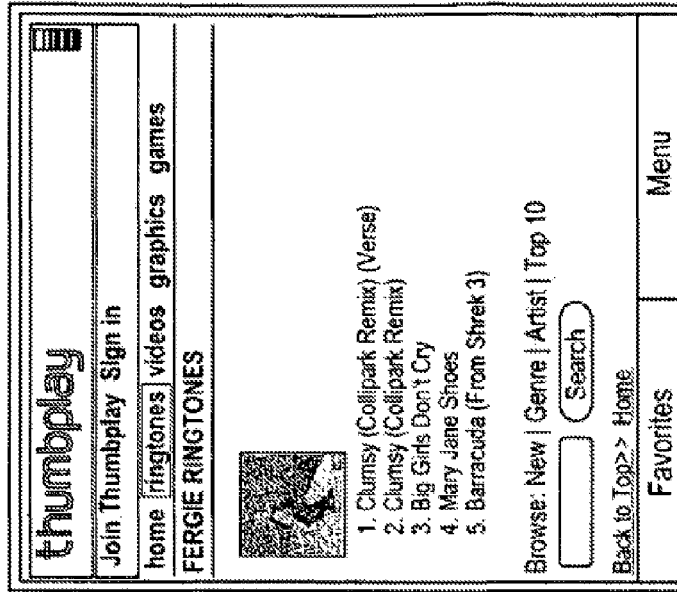 thumbplay
Join Thumbplay Sign in
home ringtones videos graphics games
FERGIE RINGTONES
1. Clumsy (Collipark Remix) (Verse)
2. Clumsy (Collipark Remix)
3. Big Girls Don't Cry
4. Mary Jane Shoes
5. Barracuda (From Shrek 3)
Browse: New | Genre | Artist | Top 10
Search
Back to Top>> Home
Favorites Menu